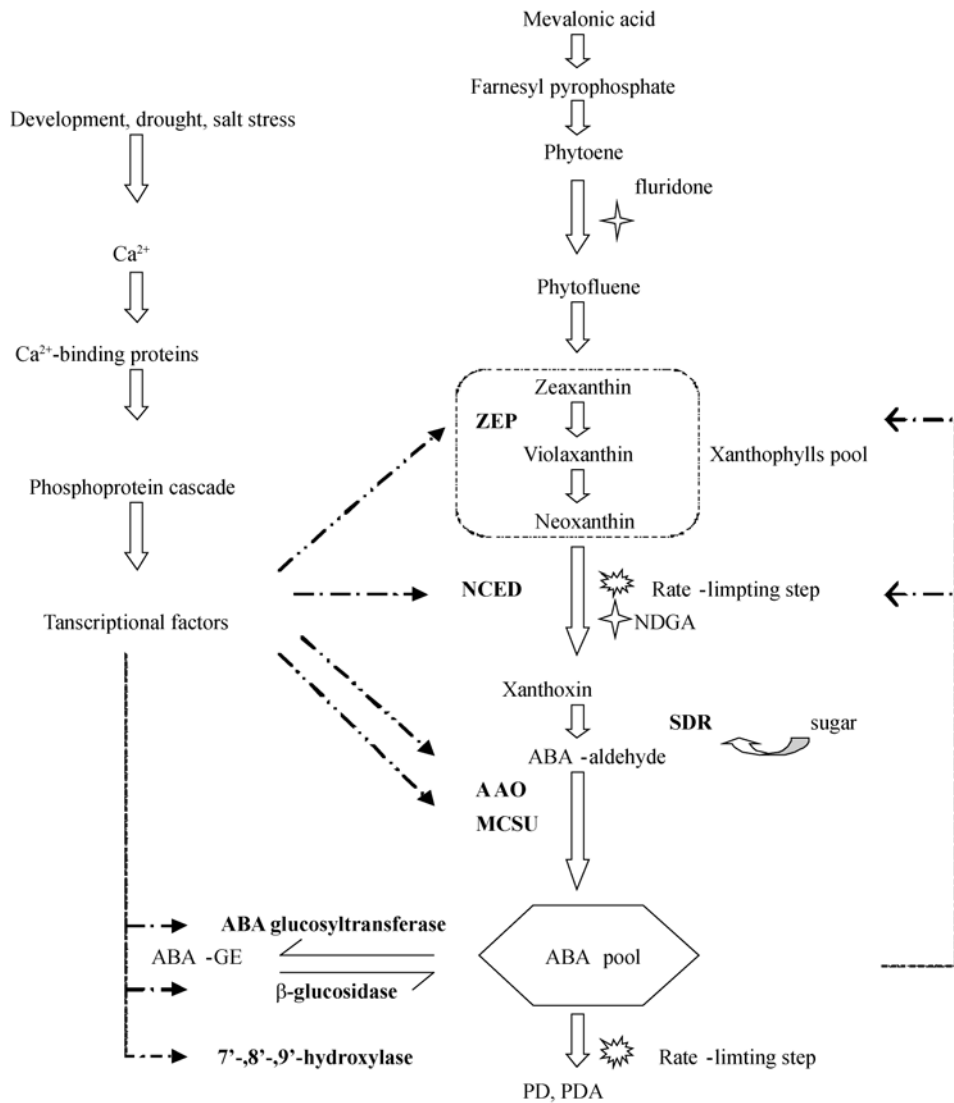 Mevalonic acid
Farnesyl pyrophosphate
Development, drought, salt stress
Phytoene
fluridone
Ca²⁺
Phytofluene
Ca²⁺-binding proteins
Zeaxanthin
ZEP
Violaxanthin
Xanthophylls pool
Phosphoprotein cascade
Neoxanthin
NCED
Rate -limpting step
Tanscriptional factors
NDGA
Xanthoxin
SDR
sugar
ABA -aldehyde
AAO
MCSU
ABA glucosyltransferase
ABA -GE
ABA pool
β-glucosidase
7’-,8’-,9’-hydroxylase
Rate -limting step
PD, PDA